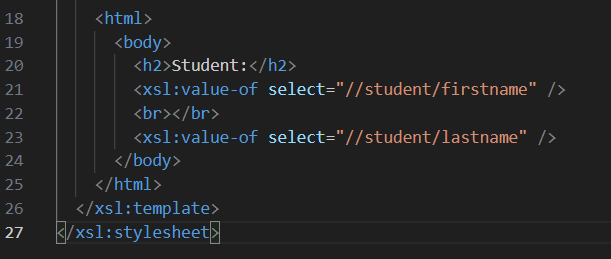 18 <html>
19 <body>
20 <h2>Student:</h2>
21 <xsl:value-of select="//student/firstname" />
22 <br></br>
23 <xsl:value-of select="//student/lastname" />
24 </body>
25 </html>
26 </xsl:template>
27 </xsl:stylesheet>